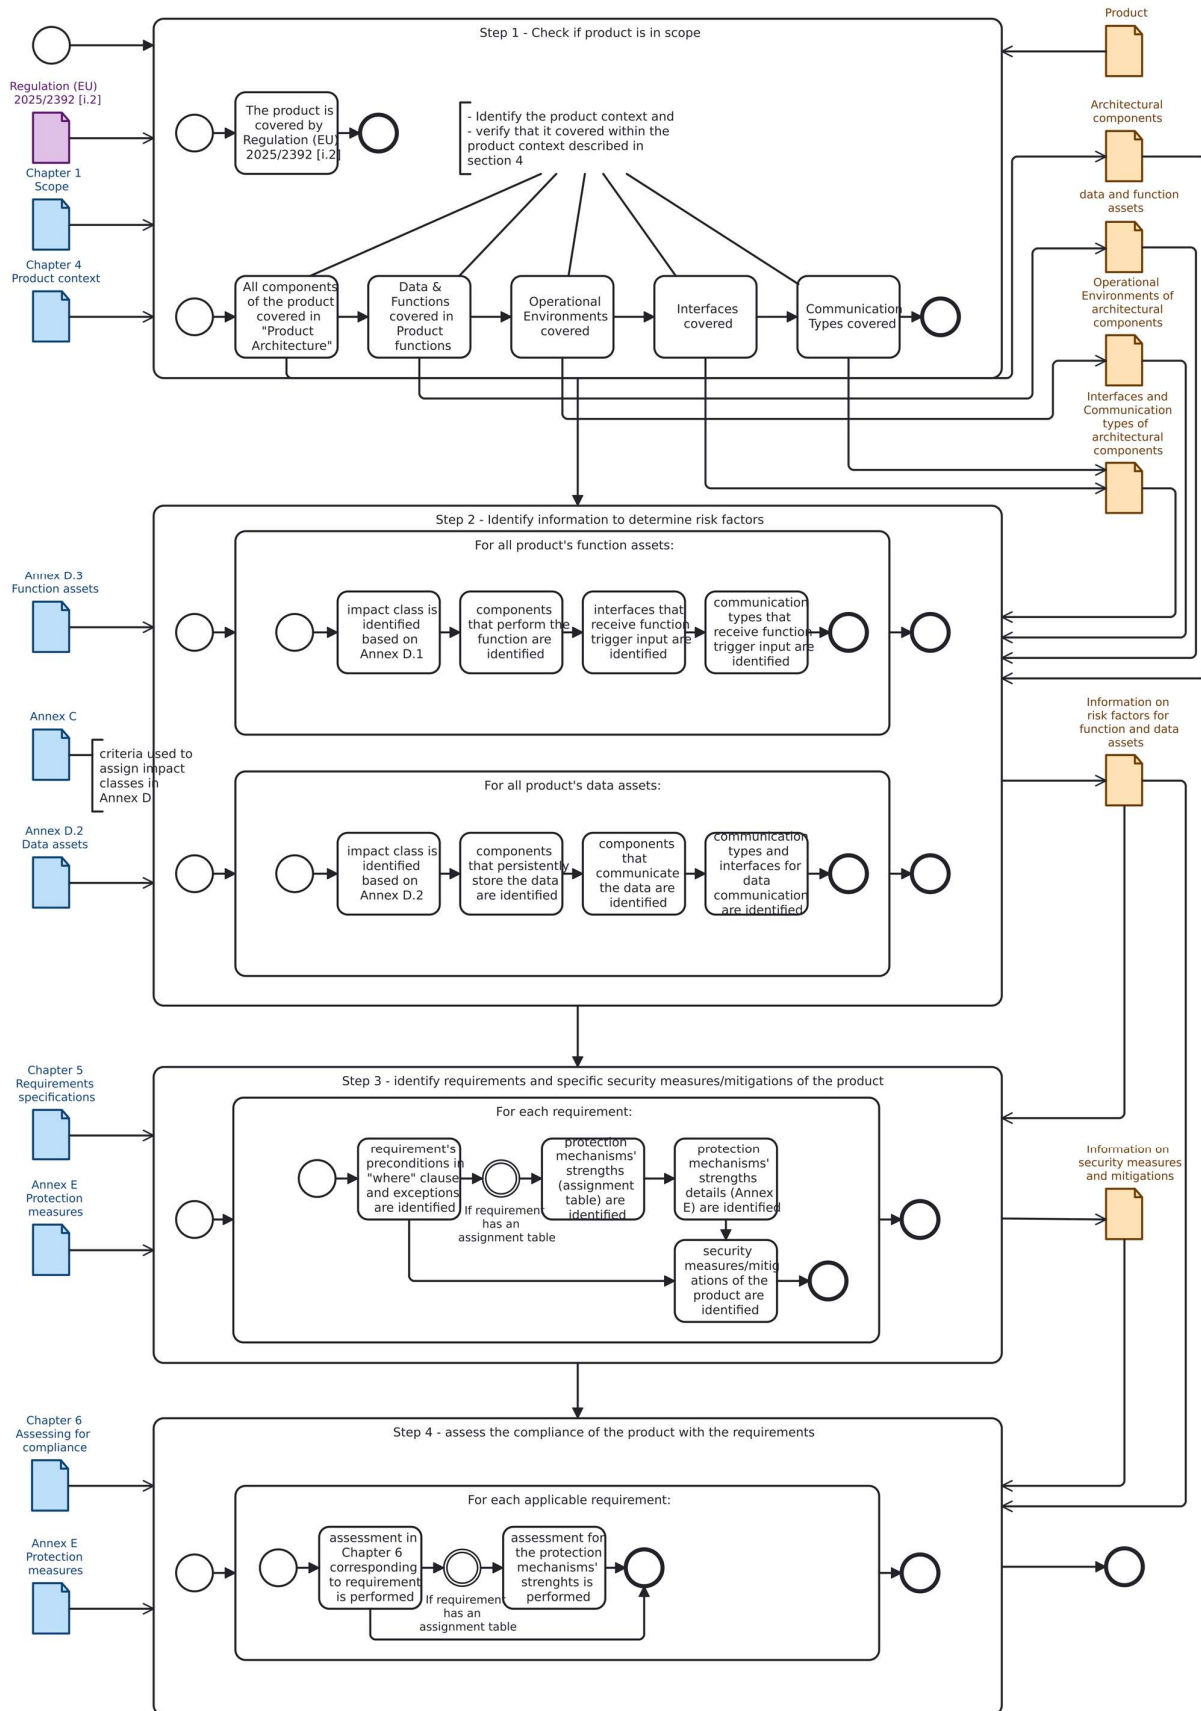 Product
Step 1 - Check if product is in scope
Regulation (EU)
2025/2392 [i.2]
The product is
covered by
Regulation (EU)
2025/2392 [i.2]
- Identify the product context and
- verify that it covered within the
product context described in
section 4
Architectural
components
Chapter 1
Scope
data and function
assets
Chapter 4
Product context
All components
of the product
covered in
"Product
Architecture"
Data &
Functions
covered in
Product
functions
Operational
Environments
covered
Interfaces
covered
Communication
Types covered
Operational
Environments of
architectural
components
Interfaces and
Communication
types of
architectural
components
Step 2 - Identify information to determine risk factors
For all product's function assets:
Annex D.3
Function assets
impact class is
identified
based on
Annex D.1
components
that perform the
function are
identified
interfaces that
receive function
trigger input are
identified
communication
types that
receive function
trigger input are
identified
Annex C
criteria used to
assign impact
classes in
Annex D
Information on
risk factors for
function and data
assets
For all product's data assets:
Annex D.2
Data assets
impact class is
identified
based on
Annex D.2
components
that persistently
store the data
are identified
components
that
communicate
the data are
identified
communication
types and
interfaces for
data
communication
are identified
Step 3 - identify requirements and specific security measures/mitigations of the product
Chapter 5
Requirements
specifications
For each requirement:
requirement's
preconditions in
"where" clause
and exceptions
are identified
If requirement
has an
assignment table
protection
mechanisms'
strengths
(assignment
table) are
identified
protection
mechanisms'
strengths
details (Annex
E) are identified
Information on
security measures
and mitigations
Annex E
Protection
measures
security
measures/mitig
ations of the
product are
identified
Step 4 - assess the compliance of the product with the requirements
Chapter 6
Assessing for
compliance
For each applicable requirement:
Annex E
Protection
measures
assessment in
Chapter 6
corresponding
to requirement
is performed
If requirement
has an
assignment table
assessment for
the protection
mechanisms'
strenghts is
performed